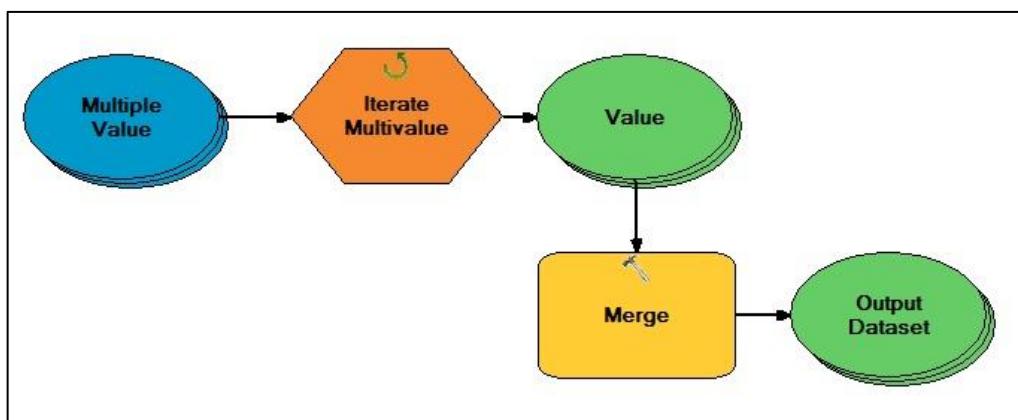 Multiple
Value
Iterate
Multivalue
Value
Merge
Output
Dataset